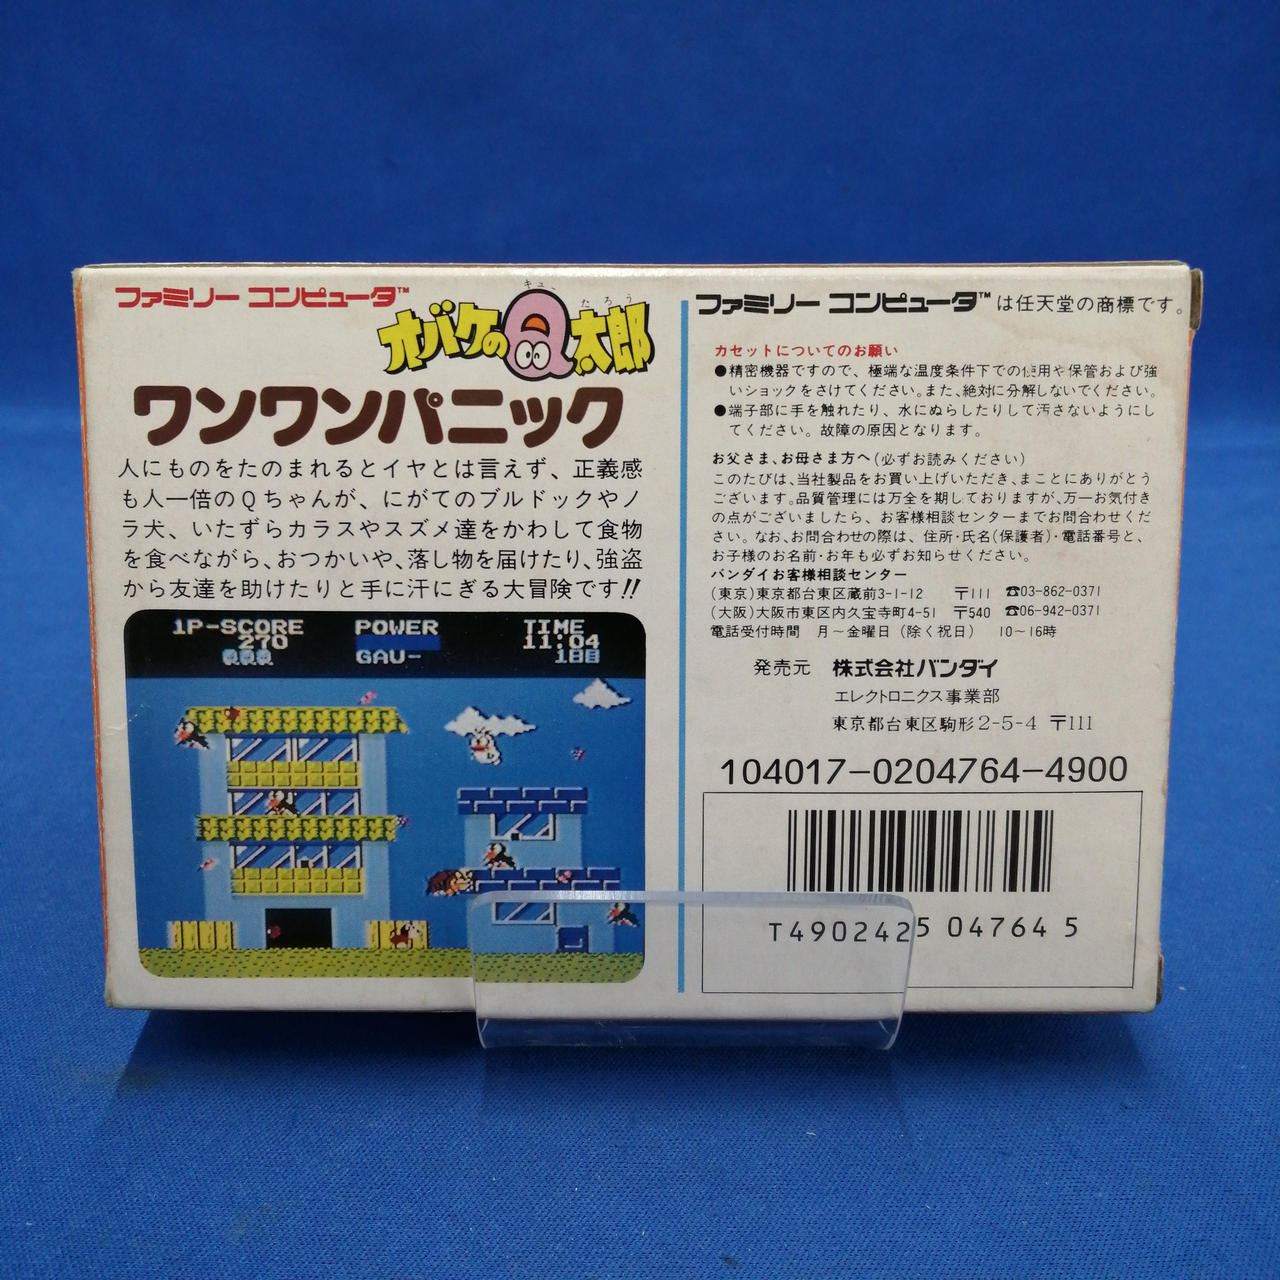 ファミリー コンピュータ™
オバケのQ太郎
キュー
たろう
ワンワンパニック
人にものをたのまれるとイヤとは言えず、正義感
も人一倍のQちゃんが、にがてのブルドックやノ
ラ犬、いたずらカラスやスズメ達をかわして食物
を食べながら、おつかいや、落し物を届けたり、強盗
から友達を助けたりと手に汗にぎる大冒険です!!
1P-SCORE POWER TIME
270 11:04
GAU-
ファミリー コンピュータ™は任天堂の商標です。
カセットについてのお願い
●精密機器ですので、極端な温度条件下での使用や保管および強
いショックをさけてください。また、絶対に分解しないでください。
●端子部に手を触れたり、水にぬらしたりして汚さないようにし
てください。故障の原因となります。
お父さま、お母さま方へ(必ずお読みください)
このたびは、当社製品をお買い上げいただき、まことにありがとう
ございます。品質管理には万全を期しておりますが、万一お気付き
の点がございましたら、お客様相談センターまでお問合わせくだ
さい。なお、お問合わせの際は、住所・氏名(保護者)・電話番号と、
お子様のお名前・お年も必ずお知らせください。
バンダイお客様相談センター
(東京)東京都台東区蔵前3-1-12 〒111 ☎03-862-0371
(大阪)大阪市東区内久宝寺町4-51 〒540 ☎06-942-0371
電話受付時間 月〜金曜日(除く祝日) 10〜16時
発売元 株式会社バンダイ
エレクトロニクス事業部
東京都台東区駒形2-5-4 〒111
104017-0204764-4900
T4902425 04764 5